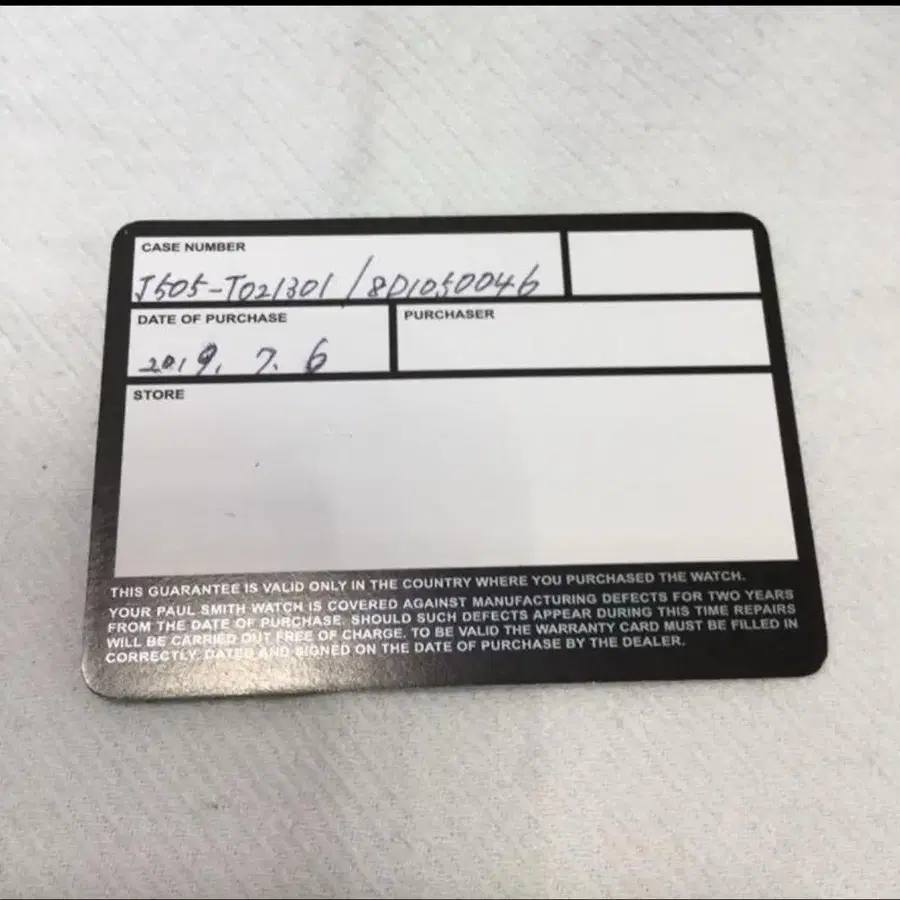 CASE NUMBER
J505-T021301 / 8D1050046
DATE OF PURCHASE
PURCHASER
2019. 7. 6
STORE
THIS GUARANTEE IS VALID ONLY IN THE COUNTRY WHERE YOU PURCHASED THE WATCH.
YOUR PAUL SMITH WATCH IS COVERED AGAINST MANUFACTURING DEFECTS FOR TWO YEARS
FROM THE DATE OF PURCHASE. SHOULD SUCH DEFECTS APPEAR DURING THIS TIME REPAIRS
WILL BE CARRIED OUT FREE OF CHARGE. TO BE VALID THE WARRANTY CARD MUST BE FILLED IN
CORRECTLY, DATED AND SIGNED ON THE DATE OF PURCHASE BY THE DEALER.